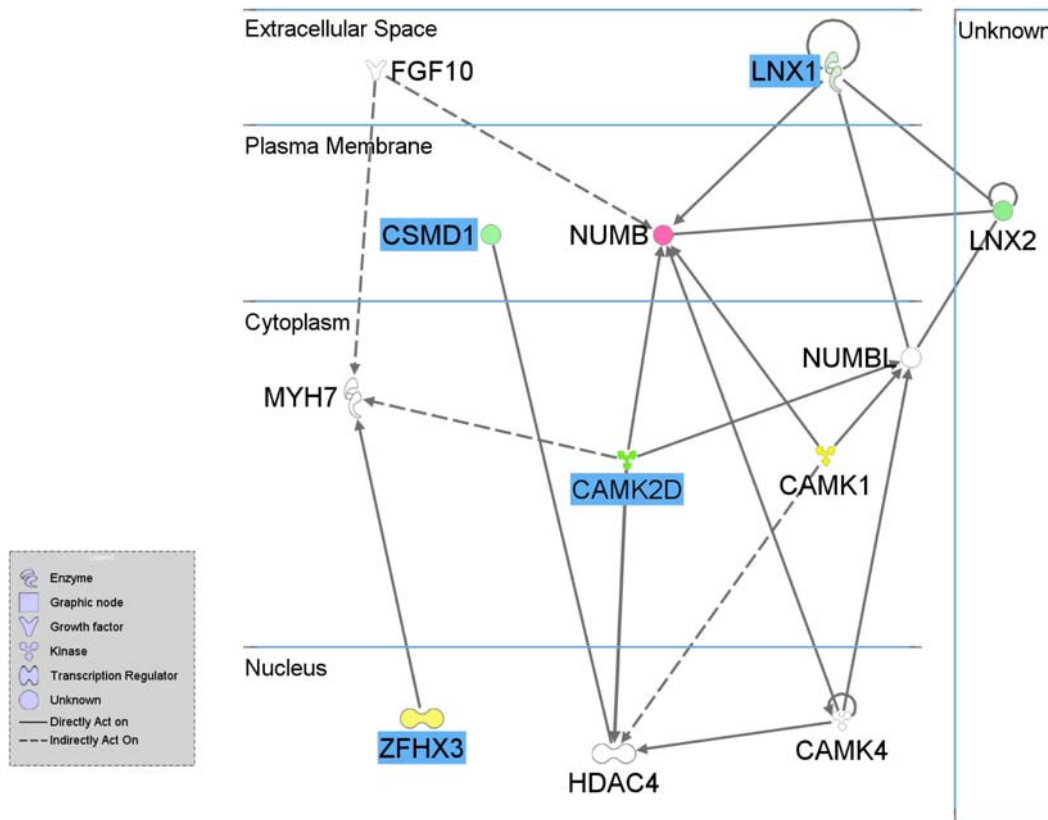 Extracellular Space
Unknown
FGF10
LNX1
Plasma Membrane
CSMD1
NUMB
LNX2
Cytoplasm
NUMBL
MYH7
CAMK2D
CAMK1
Nucleus
ZFHX3
HDAC4
CAMK4
Legend
Enzyme
Graphic node
Growth factor
Kinase
Transcription Regulator
Unknown
Directly Act on
Indirectly Act On